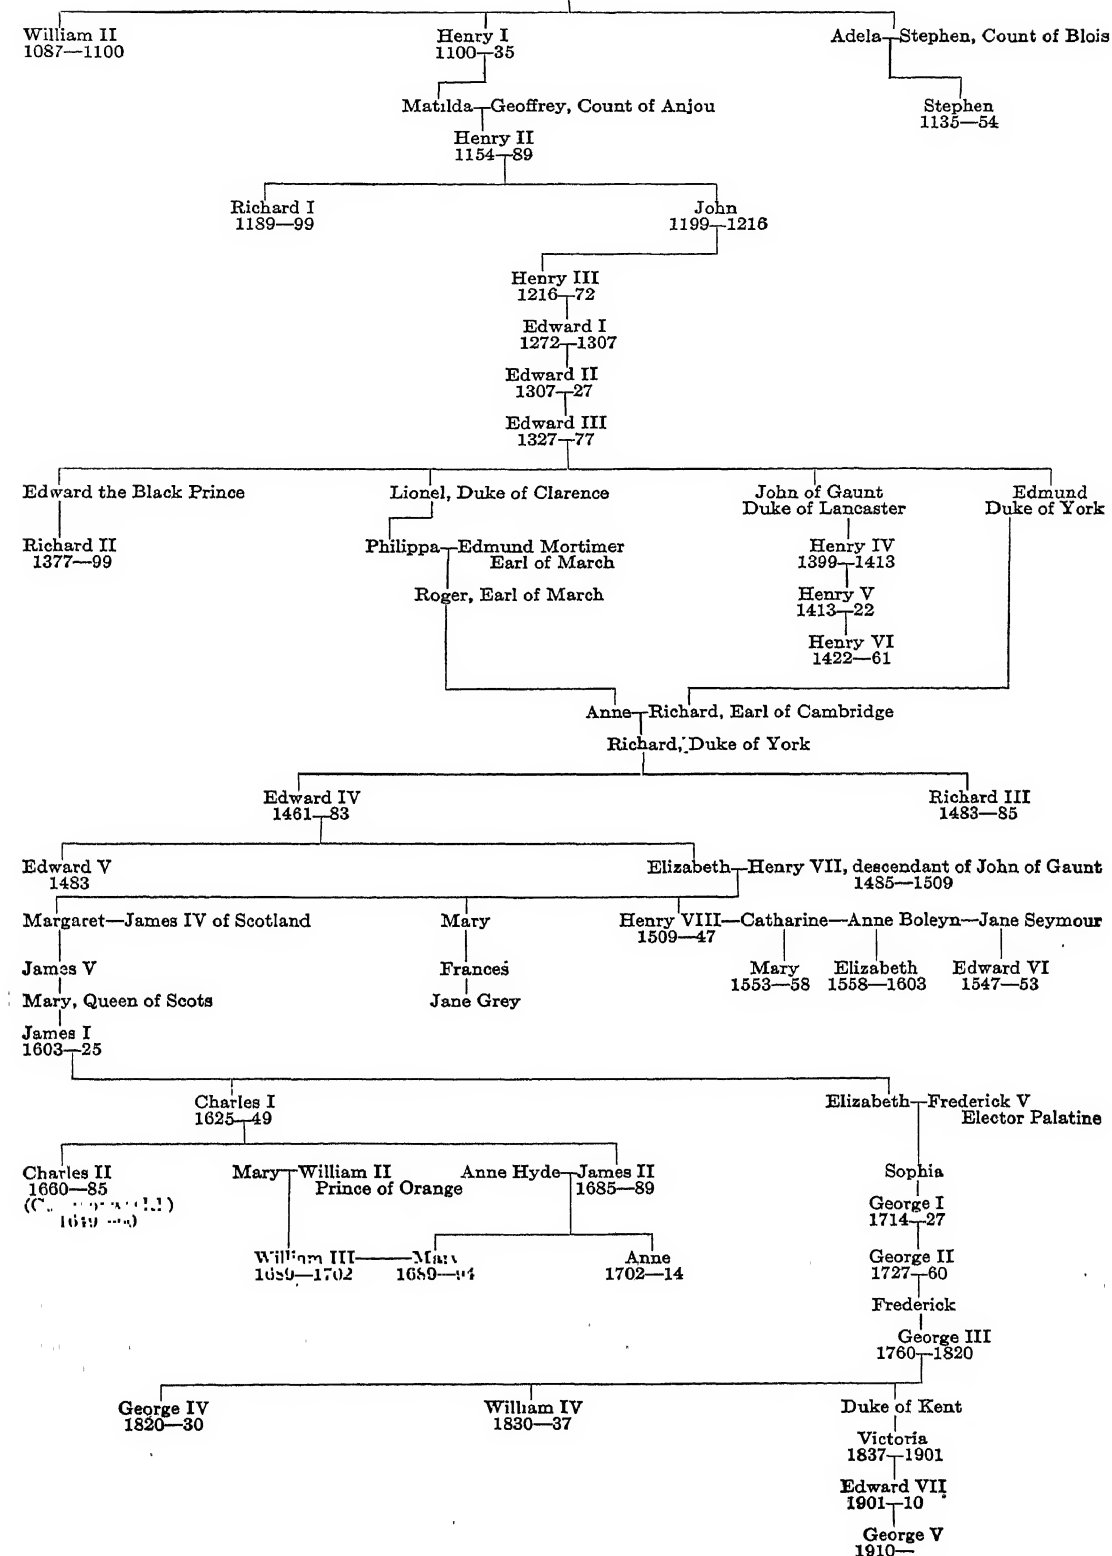 William II
1087—1100
Henry I
1100—35
Adela—Stephen, Count of Blois
Matilda—Geoffrey, Count of Anjou
Stephen
1135—54
Henry II
1154—89
Richard I
1189—99
John
1199—1216
Henry III
1216—72
Edward I
1272—1307
Edward II
1307—27
Edward III
1327—77
Edward the Black Prince
Lionel, Duke of Clarence
John of Gaunt
Duke of Lancaster
Edmund
Duke of York
Richard II
1377—99
Philippa—Edmund Mortimer
Earl of March
Henry IV
1399—1413
Roger, Earl of March
Henry V
1413—22
Henry VI
1422—61
Anne—Richard, Earl of Cambridge
Richard, Duke of York
Edward IV
1461—83
Richard III
1483—85
Edward V
1483
Elizabeth—Henry VII, descendant of John of Gaunt
1485—1509
Margaret—James IV of Scotland
Mary
Henry VIII—Catharine—Anne Boleyn—Jane Seymour
1509—47
James V
Frances
Mary
1553—58
Elizabeth
1558—1603
Edward VI
1547—53
Mary, Queen of Scots
Jane Grey
James I
1603—25
Charles I
1625—49
Elizabeth—Frederick V
Elector Palatine
Charles II
1660—85
Mary—William II
Prince of Orange
Anne Hyde—James II
1685—89
Sophia
George I
1714—27
William III—Mary
1689—1702 1689—94
Anne
1702—14
George II
1727—60
Frederick
George III
1760—1820
George IV
1820—30
William IV
1830—37
Duke of Kent
Victoria
1837—1901
Edward VII
1901—10
George V
1910—